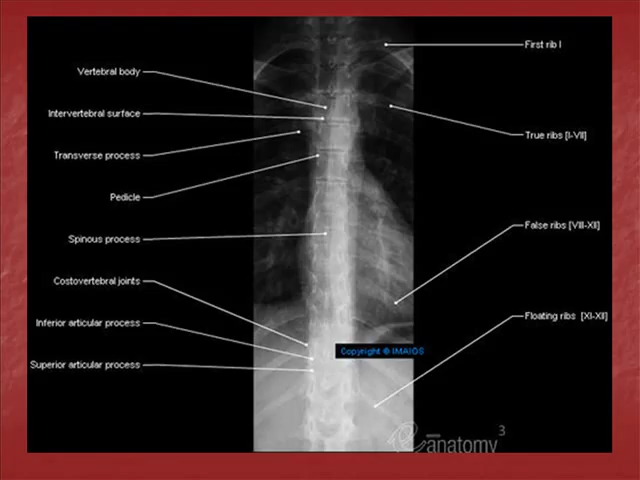 First rib I
Vertebral body
Intervertebral surface
True ribs [I-VII]
Transverse process
Pedicle
False ribs [VIII-XII]
Spinous process
Costovertebral joints
Floating ribs [XI-XII]
Inferior articular process
Copyright © IMAIOS
Superior articular process
e-anatomy 3